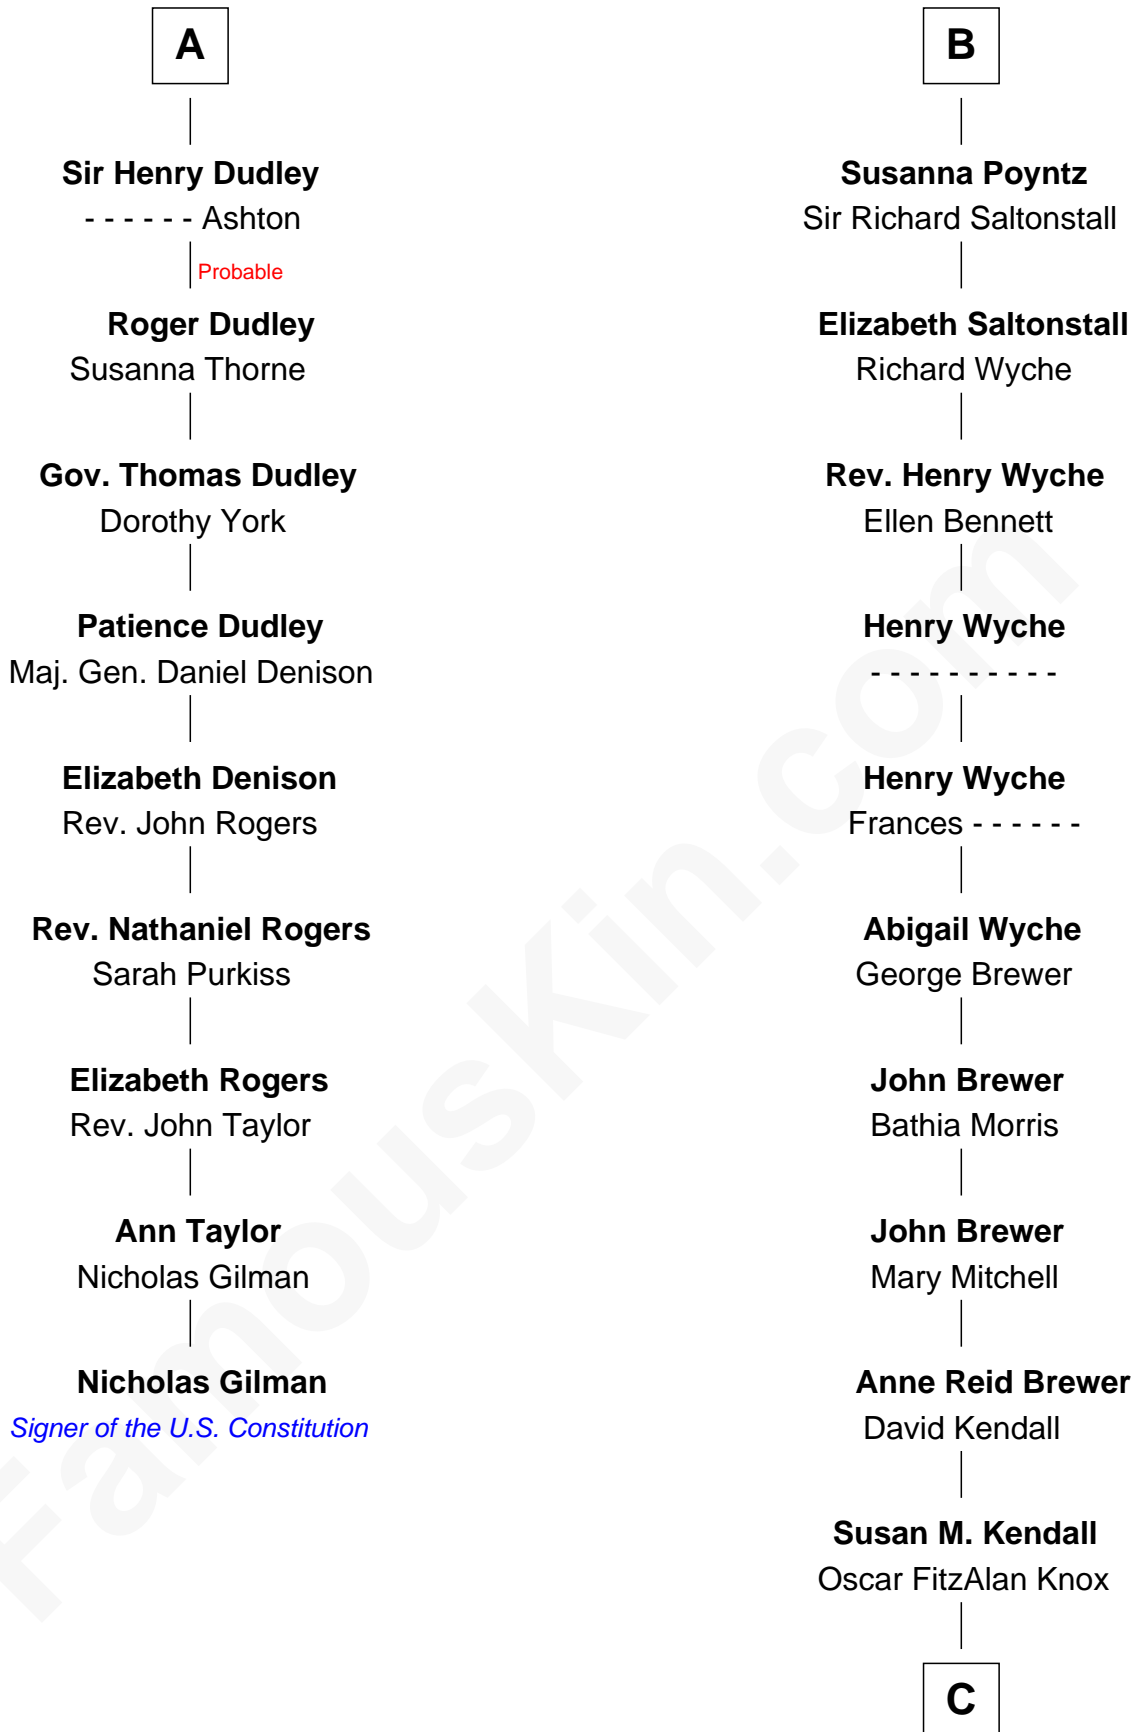 A
Sir Henry Dudley
- - - - - - Ashton
Probable
Roger Dudley
Susanna Thorne
Gov. Thomas Dudley
Dorothy York
Patience Dudley
Maj. Gen. Daniel Denison
Elizabeth Denison
Rev. John Rogers
Rev. Nathaniel Rogers
Sarah Purkiss
Elizabeth Rogers
Rev. John Taylor
Ann Taylor
Nicholas Gilman
Nicholas Gilman
Signer of the U.S. Constitution
B
Susanna Poyntz
Sir Richard Saltonstall
Elizabeth Saltonstall
Richard Wyche
Rev. Henry Wyche
Ellen Bennett
Henry Wyche
- - - - - - - - - -
Henry Wyche
Frances - - - - - -
Abigail Wyche
George Brewer
John Brewer
Bathia Morris
John Brewer
Mary Mitchell
Anne Reid Brewer
David Kendall
Susan M. Kendall
Oscar FitzAlan Knox
C
FamousKin.com